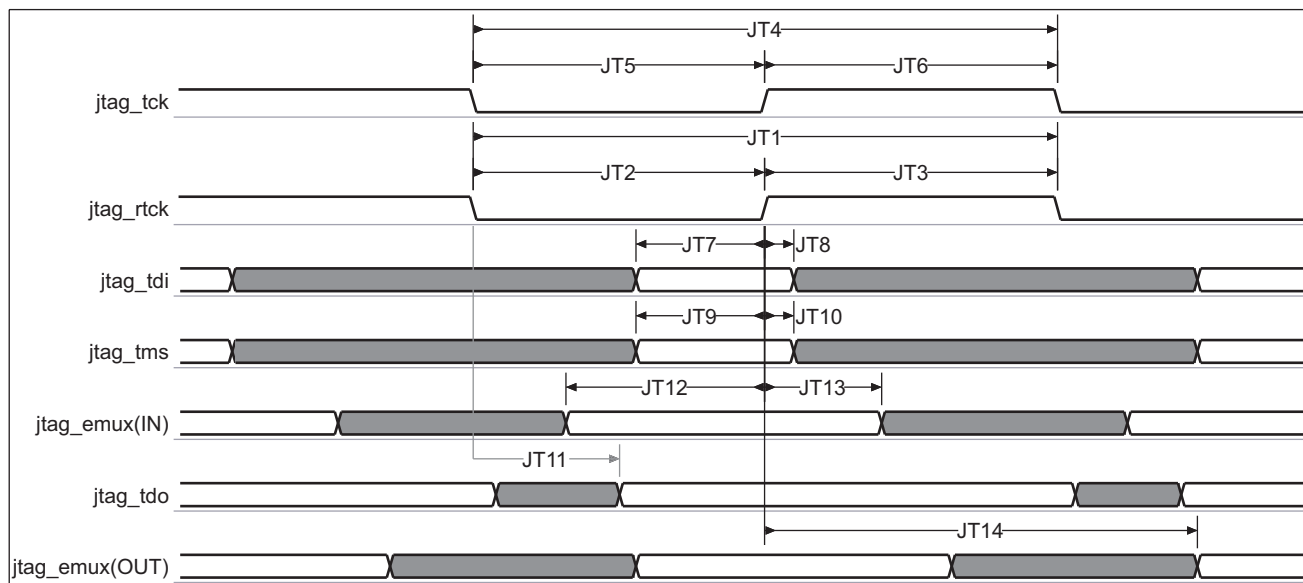 JT4
JT5 JT6
jtag_tck
JT1
JT2 JT3
jtag_rtck
JT7 JT8
jtag_tdi
JT9 JT10
jtag_tms
JT12 JT13
jtag_emux(IN)
JT11
jtag_tdo
JT14
jtag_emux(OUT)